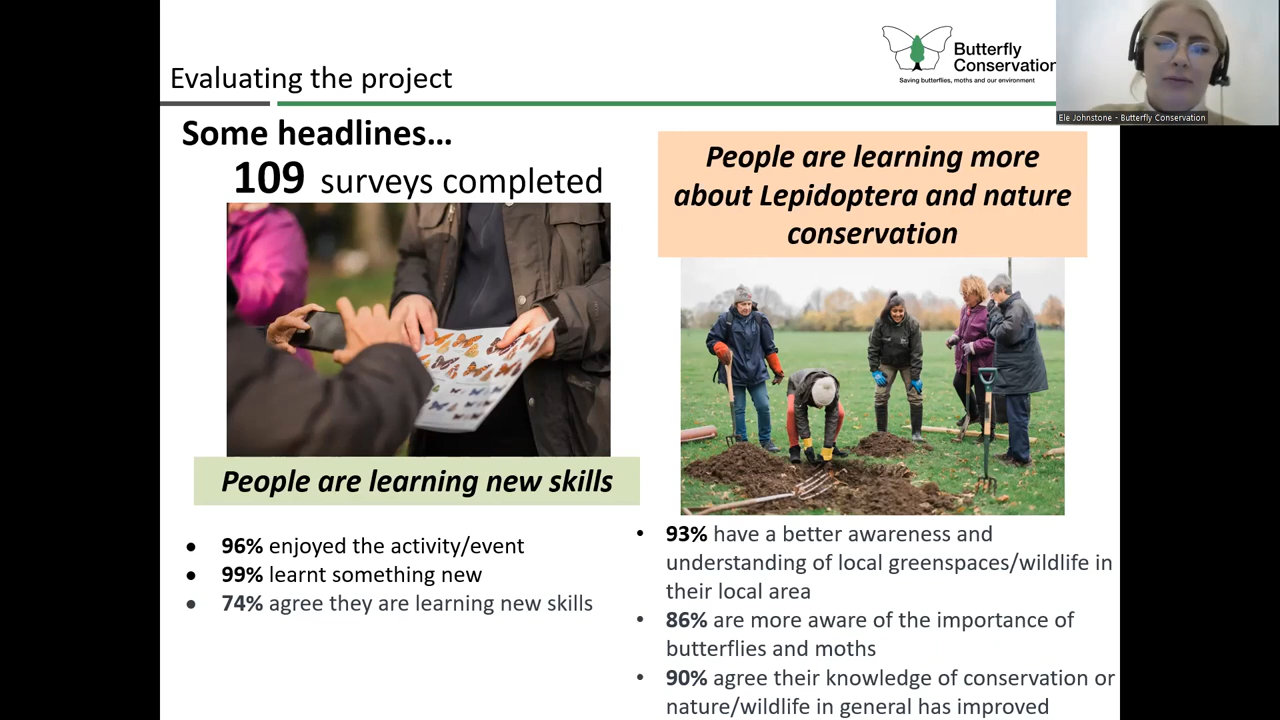 Evaluating the project
Butterfly
Conservation
Saving butterflies, moths and our environment
Ele Johnstone - Butterfly Conservation
Some headlines...
109 surveys completed
People are learning new skills
● 96% enjoyed the activity/event
● 99% learnt something new
● 74% agree they are learning new skills
People are learning more
about Lepidoptera and nature
conservation
• 93% have a better awareness and
understanding of local greenspaces/wildlife in
their local area
• 86% are more aware of the importance of
butterflies and moths
• 90% agree their knowledge of conservation or
nature/wildlife in general has improved